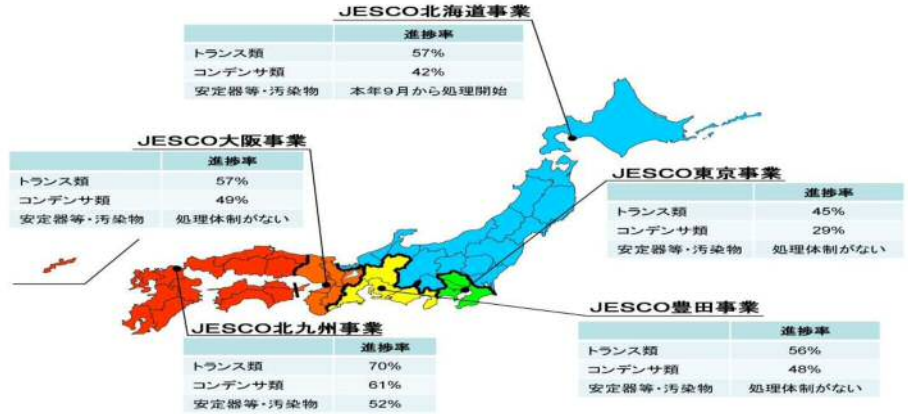 JESCO北海道事業
進捗率
トランス類 57%
コンデンサ類 42%
安定器等・汚染物 本年9月から処理開始
JESCO大阪事業
進捗率
トランス類 57%
コンデンサ類 49%
安定器等・汚染物 処理体制がない
JESCO東京事業
進捗率
トランス類 45%
コンデンサ類 29%
安定器等・汚染物 処理体制がない
JESCO北九州事業
進捗率
トランス類 70%
コンデンサ類 61%
安定器等・汚染物 52%
JESCO豊田事業
進捗率
トランス類 56%
コンデンサ類 48%
安定器等・汚染物 処理体制がない